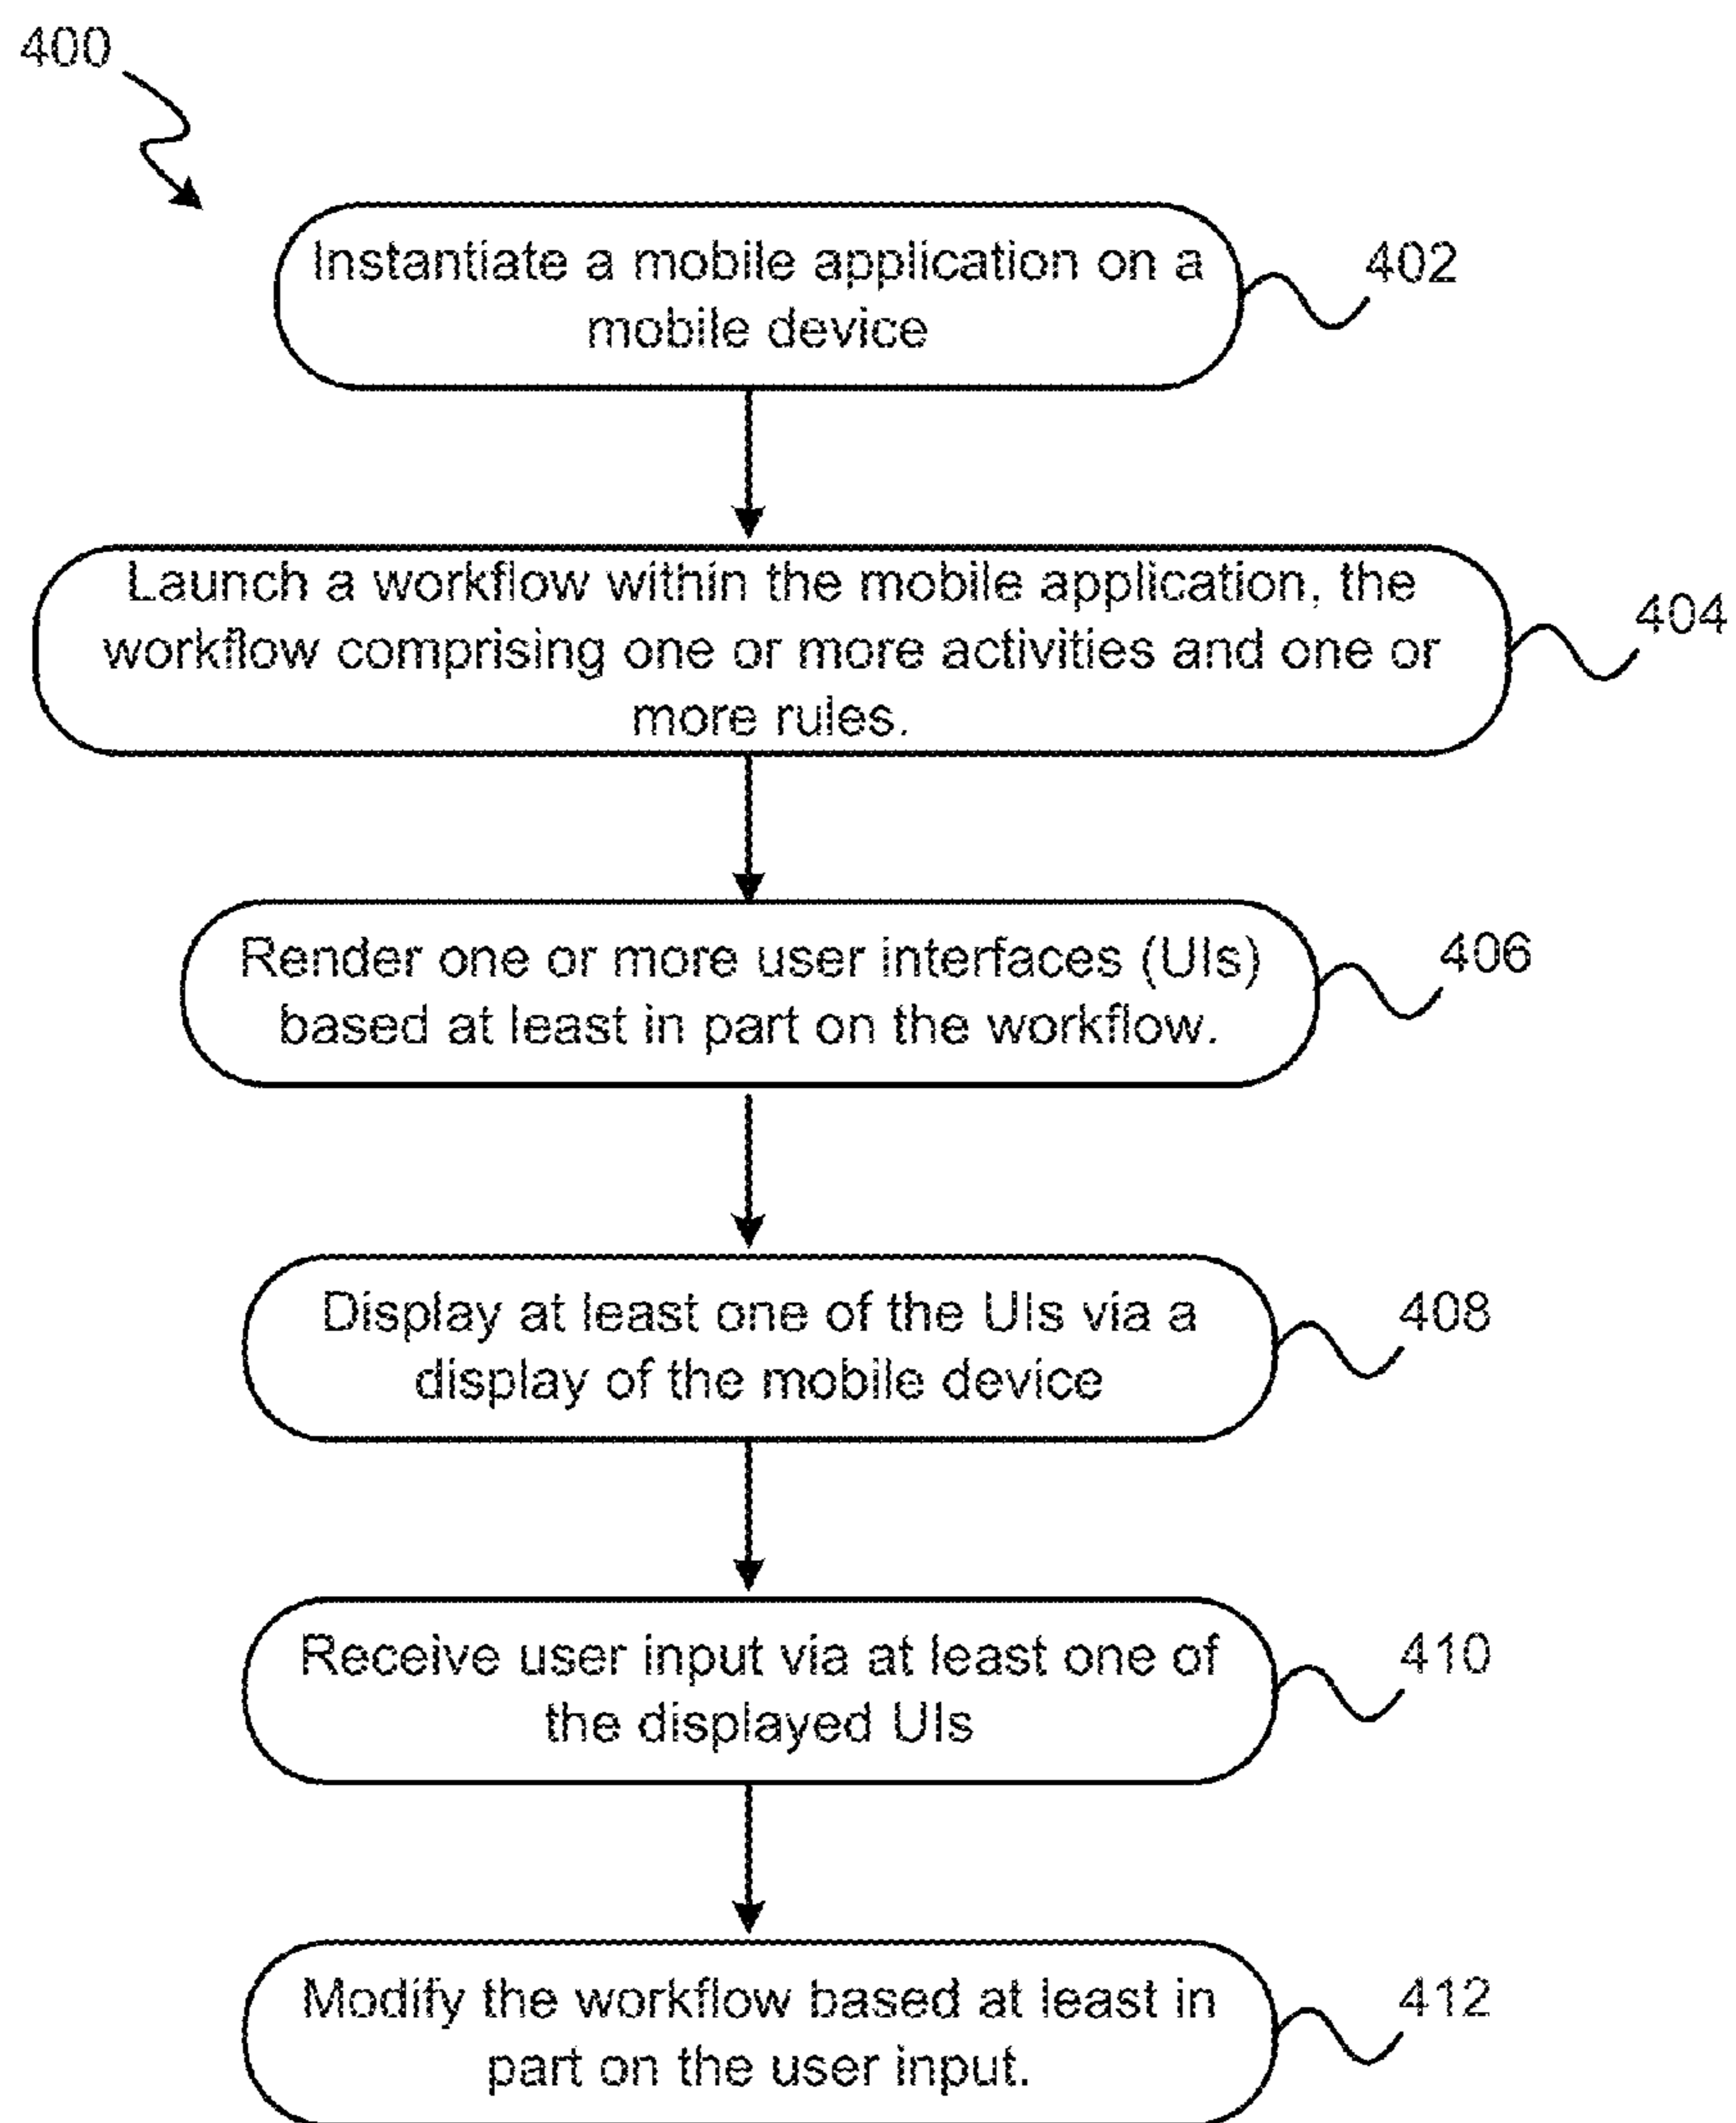 400
Instantiate a mobile application on a
mobile device
402
Launch a workflow within the mobile application, the
workflow comprising one or more activities and one or
more rules.
404
Render one or more user interfaces (UIs)
based at least in part on the workflow.
406
Display at least one of the UIs via a
display of the mobile device
408
Receive user input via at least one of
the displayed UIs
410
Modify the workflow based at least in
part on the user input.
412